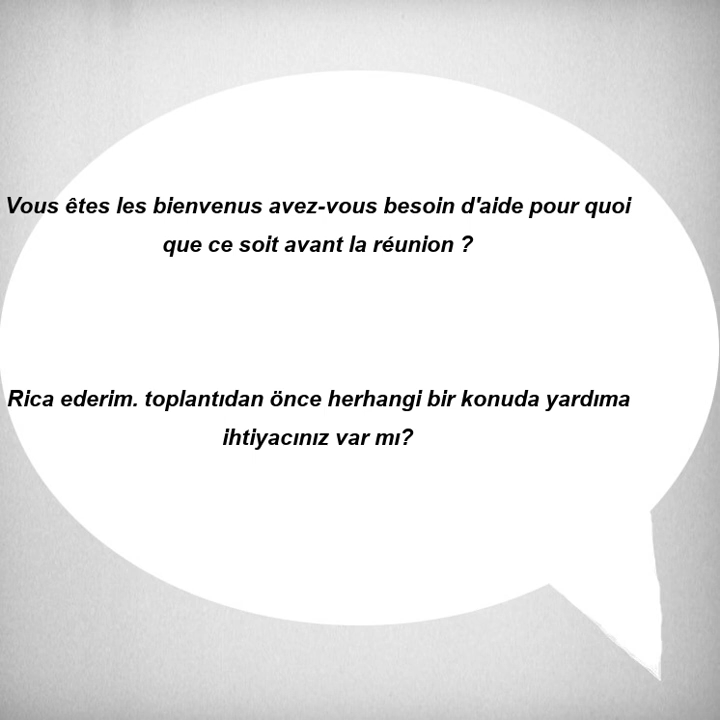 Vous êtes les bienvenus avez-vous besoin d'aide pour quoi
que ce soit avant la réunion ?
Rica ederim. toplantıdan önce herhangi bir konuda yardıma
ihtiyacınız var mı?